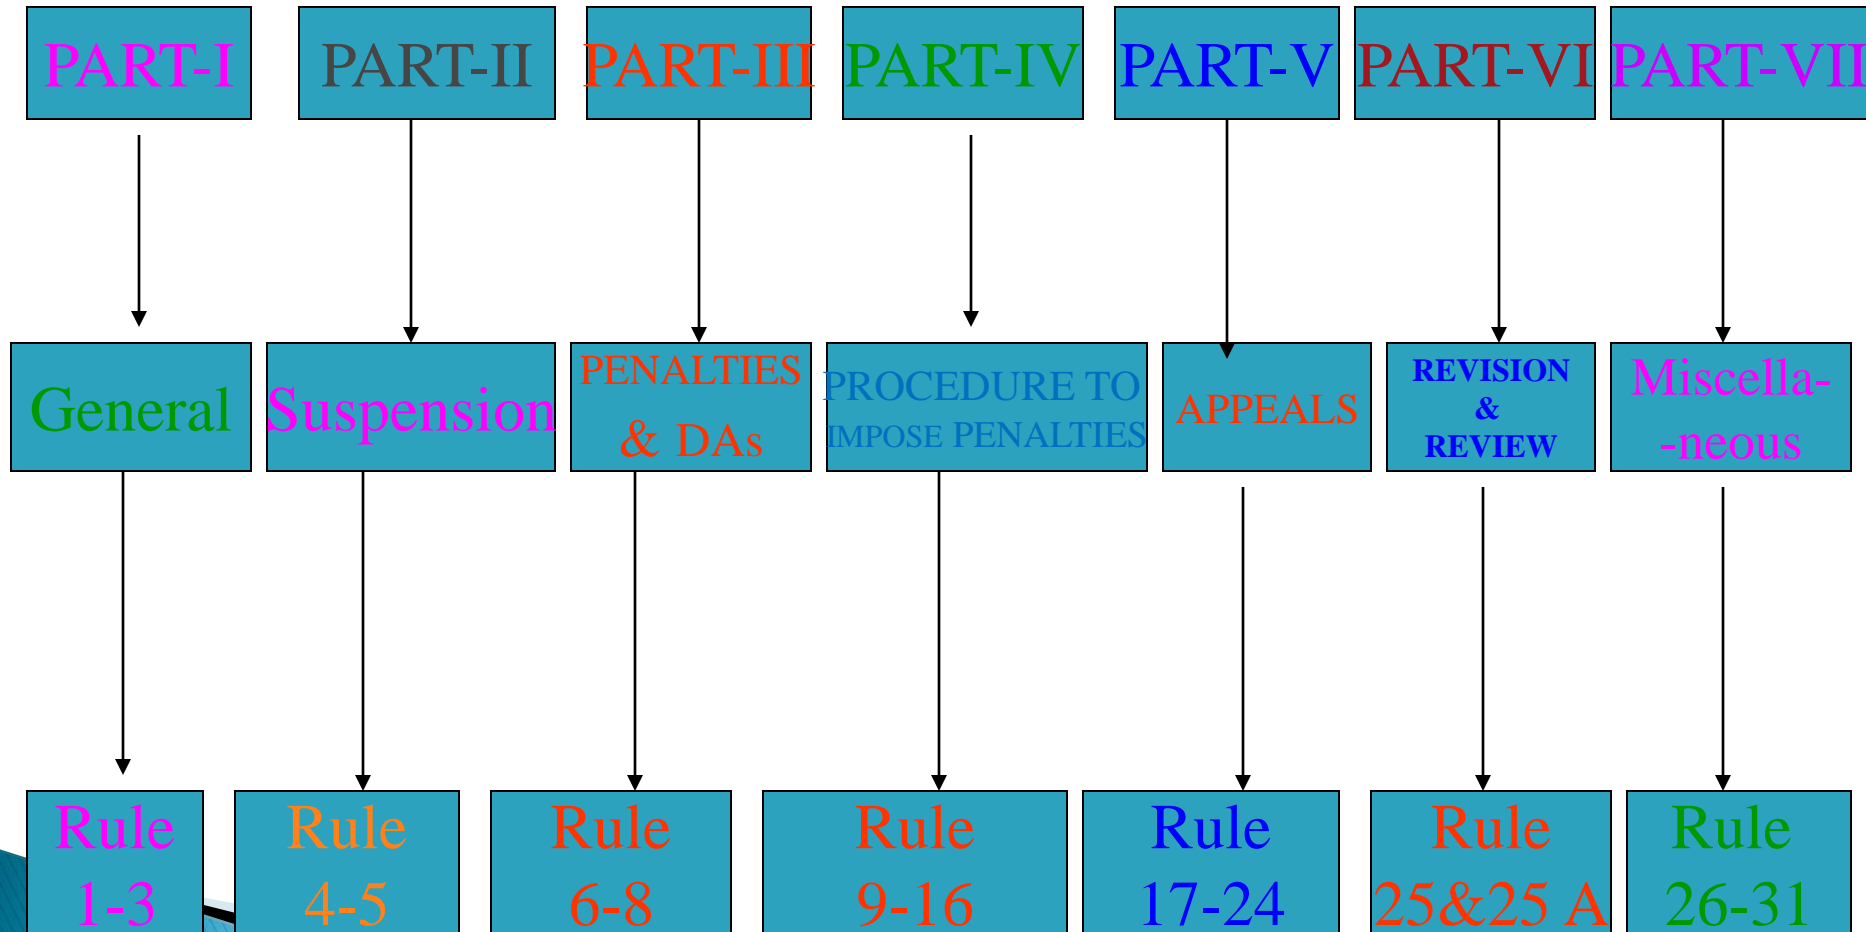 PART-I
PART-II
PART-III
PART-IV
PART-V
PART-VI
PART-VII
General
Suspension
PENALTIES
& DAs
PROCEDURE TO
IMPOSE PENALTIES
APPEALS
REVISION
&
REVIEW
Miscella-
-neous
Rule
1-3
Rule
4-5
Rule
6-8
Rule
9-16
Rule
17-24
Rule
25&25 A
Rule
26-31